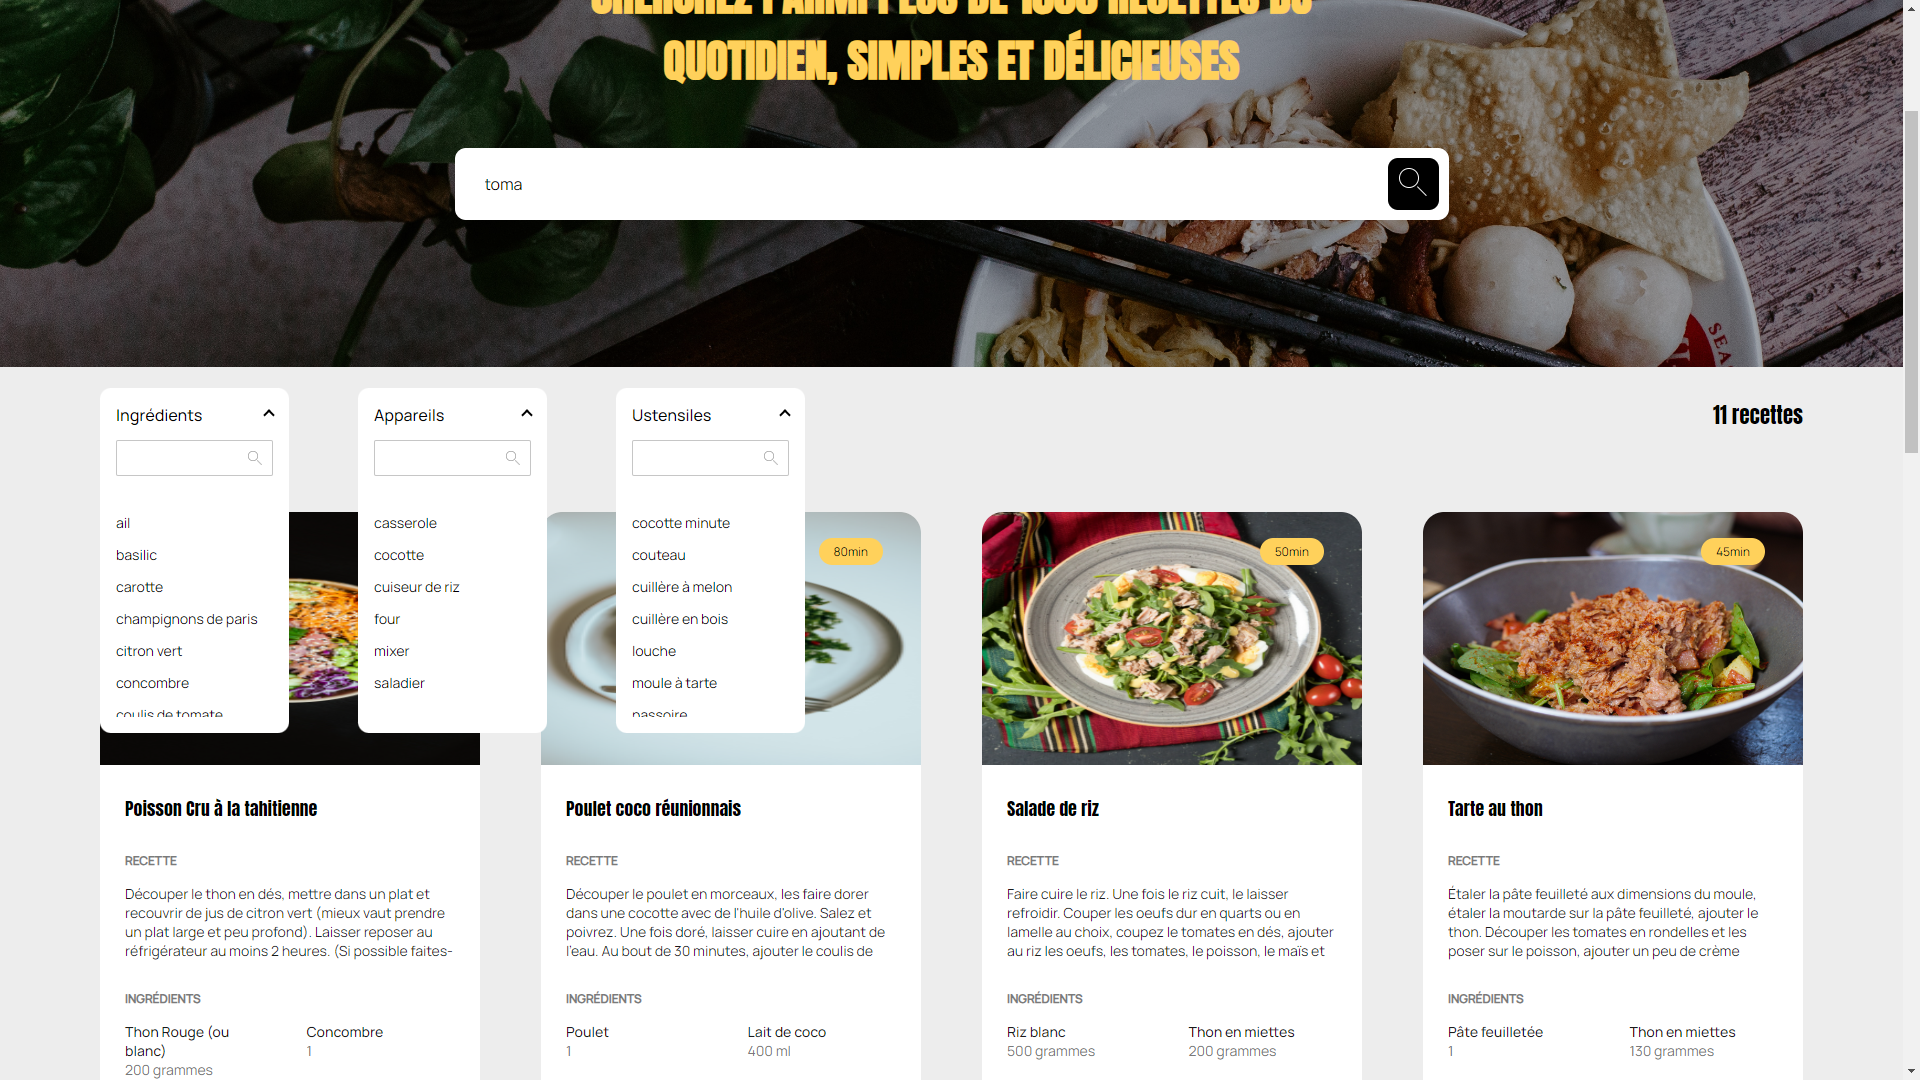 CHERCHEZ PARMI PLUS DE 1500 RECETTES DU
QUOTIDIEN, SIMPLES ET DÉLICIEUSES
toma
Ingrédients
ail
basilic
carotte
champignons de paris
citron vert
concombre
coulis de tomate
Appareils
casserole
cocotte
cuiseur de riz
four
mixer
saladier
Ustensiles
cocotte minute
couteau
cuillère à melon
cuillère en bois
louche
moule à tarte
passoire
11 recettes
80min
50min
45min
SEA
Poisson Cru à la tahitienne
RECETTE
Découper le thon en dés, mettre dans un plat et
recouvrir de jus de citron vert (mieux vaut prendre
un plat large et peu profond). Laisser reposer au
réfrigérateur au moins 2 heures. (Si possible faites-
INGRÉDIENTS
Thon Rouge (ou
blanc)
200 grammes
Concombre
1
Poulet coco réunionnais
RECETTE
Découper le poulet en morceaux, les faire dorer
dans une cocotte avec de l'huile d'olive. Salez et
poivrez. Une fois doré, laisser cuire en ajoutant de
l'eau. Au bout de 30 minutes, ajouter le coulis de
INGRÉDIENTS
Poulet
1
Lait de coco
400 ml
Salade de riz
RECETTE
Faire cuire le riz. Une fois le riz cuit, le laisser
refroidir. Couper les oeufs dur en quarts ou en
lamelle au choix, coupez le tomates en dés, ajouter
au riz les oeufs, les tomates, le poisson, le maïs et
INGRÉDIENTS
Riz blanc
500 grammes
Thon en miettes
200 grammes
Tarte au thon
RECETTE
Étaler la pâte feuilleté aux dimensions du moule,
étaler la moutarde sur la pâte feuilleté, ajouter le
thon. Découper les tomates en rondelles et les
poser sur le poisson, ajouter un peu de crème
INGRÉDIENTS
Pâte feuilletée
1
Thon en miettes
130 grammes